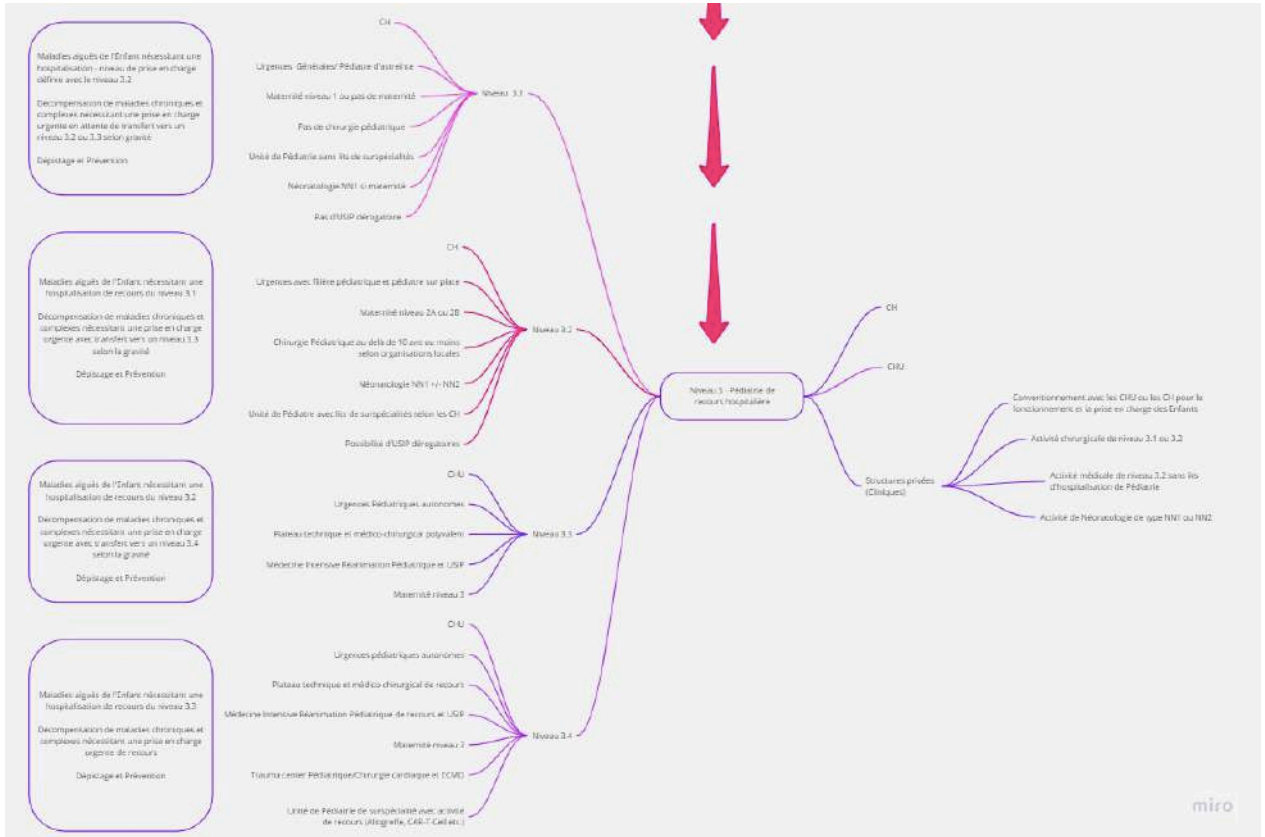 Maladies aiguës de l'Enfant nécessitant une
hospitalisation - niveau de prise en charge
définie avec le niveau 3.2
Décompensation de maladies chroniques et
complexes nécessitant une prise en charge
urgente en attente de transfert vers un
niveau 3.2 ou 3.3 selon gravité
Dépistage et Prévention
CH
Urgences Générales/ Pédiatre d'astreinte
Maternité niveau 1 ou pas de maternité
Pas de chirurgie pédiatrique
Unité de Pédiatrie sans lits de surspécialités
Néonatologie NN1 si maternité
Pas d'USIP dérogatoire
Niveau 3.1
Maladies aiguës de l'Enfant nécessitant une
hospitalisation de recours du niveau 3.1
Décompensation de maladies chroniques et
complexes nécessitant une prise en charge
urgente avec transfert vers un niveau 3.3
selon la gravité
Dépistage et Prévention
CH
Urgences avec filière pédiatrique et pédiatre sur place
Maternité niveau 2A ou 2B
Chirurgie Pédiatrique au delà de 10 ans ou moins
selon organisations locales
Néonatologie NN1 +/- NN2
Unité de Pédiatre avec lits de surspécialités selon les CH
Possibilité d'USIP dérogatoires
Niveau 3.2
Maladies aiguës de l'Enfant nécessitant une
hospitalisation de recours du niveau 3.2
Décompensation de maladies chroniques et
complexes nécessitant une prise en charge
urgente avec transfert vers un niveau 3.4
selon la gravité
Dépistage et Prévention
CHU
Urgences Pédiatriques autonomes
Plateau technique et médico-chirurgical polyvalent
Médecine Intensive Réanimation Pédiatrique et USIP
Maternité niveau 3
Niveau 3.3
Maladies aiguës de l'Enfant nécessitant une
hospitalisation de recours du niveau 3.3
Décompensation de maladies chroniques et
complexes nécessitant une prise en charge
urgente de recours
Dépistage et Prévention
CHU
Urgences pédiatriques autonomes
Plateau technique et médico-chirurgical de recours
Médecine Intensive Réanimation Pédiatrique de recours et USIP
Maternité niveau 3
Trauma center Pédiatrique/Chirurgie cardiaque et ECMO
Unité de Pédiatrie de surspécialité avec activité
de recours (Allogreffe, CAR-T-Cell etc.)
Niveau 3.4
Niveau 3 - Pédiatrie de
recours hospitalière
CH
CHU
Structures privées
(Cliniques)
Conventionnement avec les CHU ou les CH pour le
fonctionnement et la prise en charge des Enfants
Activité chirurgicale de niveau 3.1 ou 3.2
Activité médicale de niveau 3.2 sans lits
d'hospitalisation de Pédiatrie
Activité de Néonatologie de type NN1 ou NN2
miro